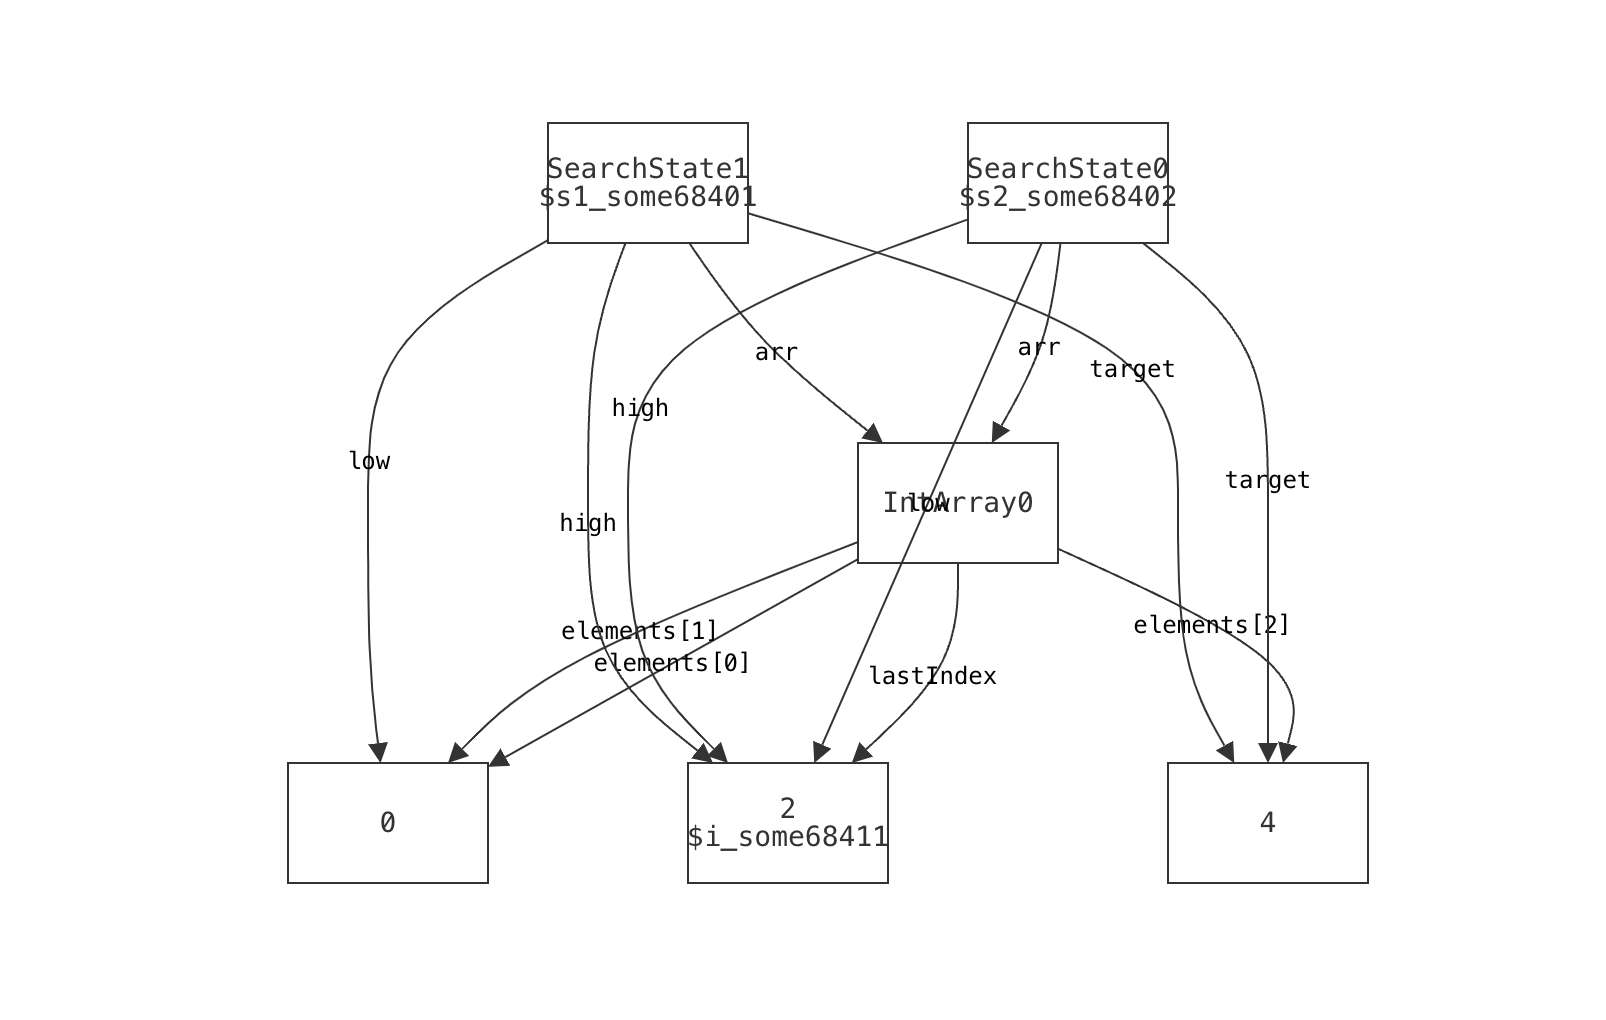 SearchState1
$s1_some68401
SearchState0
$s2_some68402
arr
arr
target
high
low
target
IntArray0
low
high
elements[1]
elements[2]
elements[0]
lastIndex
0
2
$i_some68411
4